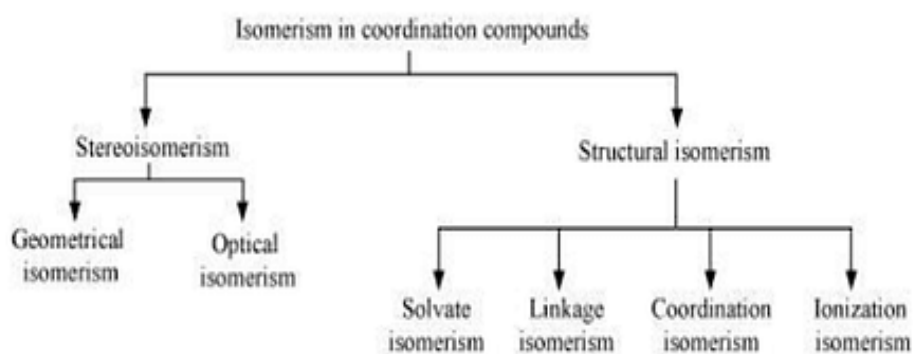 Isomerism in coordination compounds
Stereoisomerism
Structural isomerism
Geometrical
isomerism
Optical
isomerism
Solvate
isomerism
Linkage
isomerism
Coordination
isomerism
Ionization
isomerism